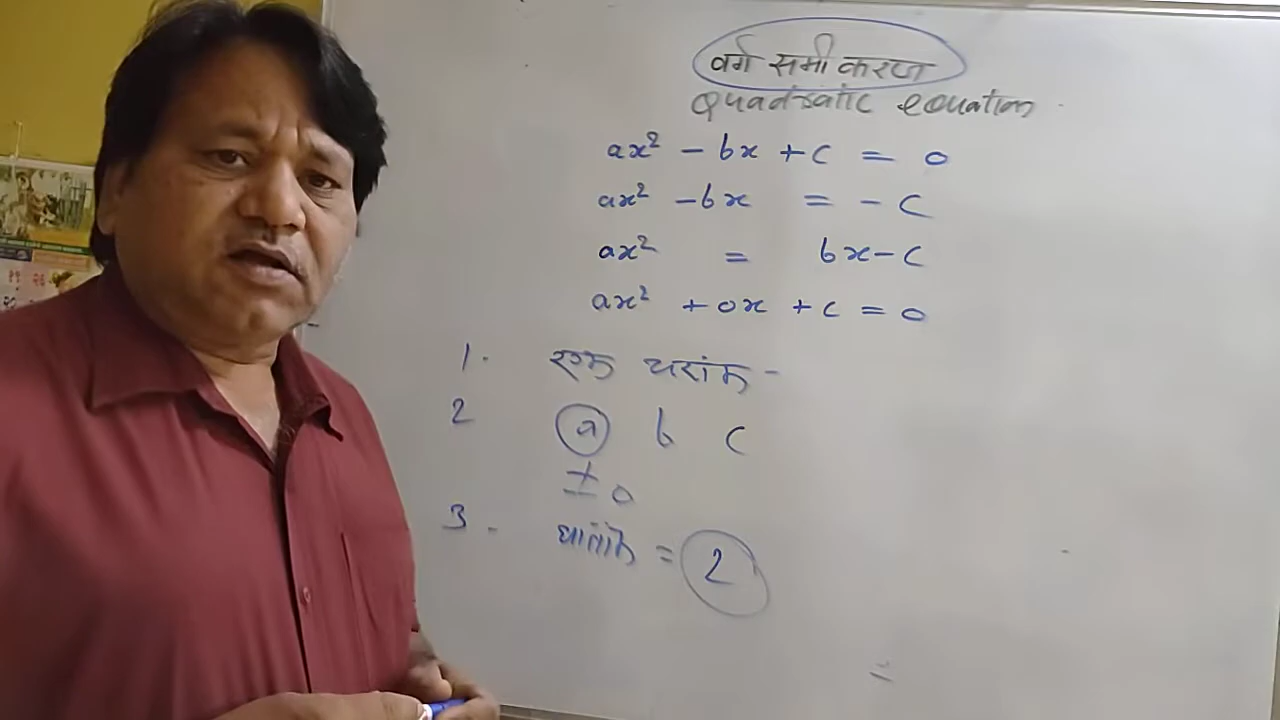 वर्ग समीकरण
Quadratic equation
ax² - bx + c = 0
ax² - bx = - c
ax² = bx - c
ax² + 0x + c = 0
1. एक चरांक -
2 a b c
± 0
3. घातांक = 2